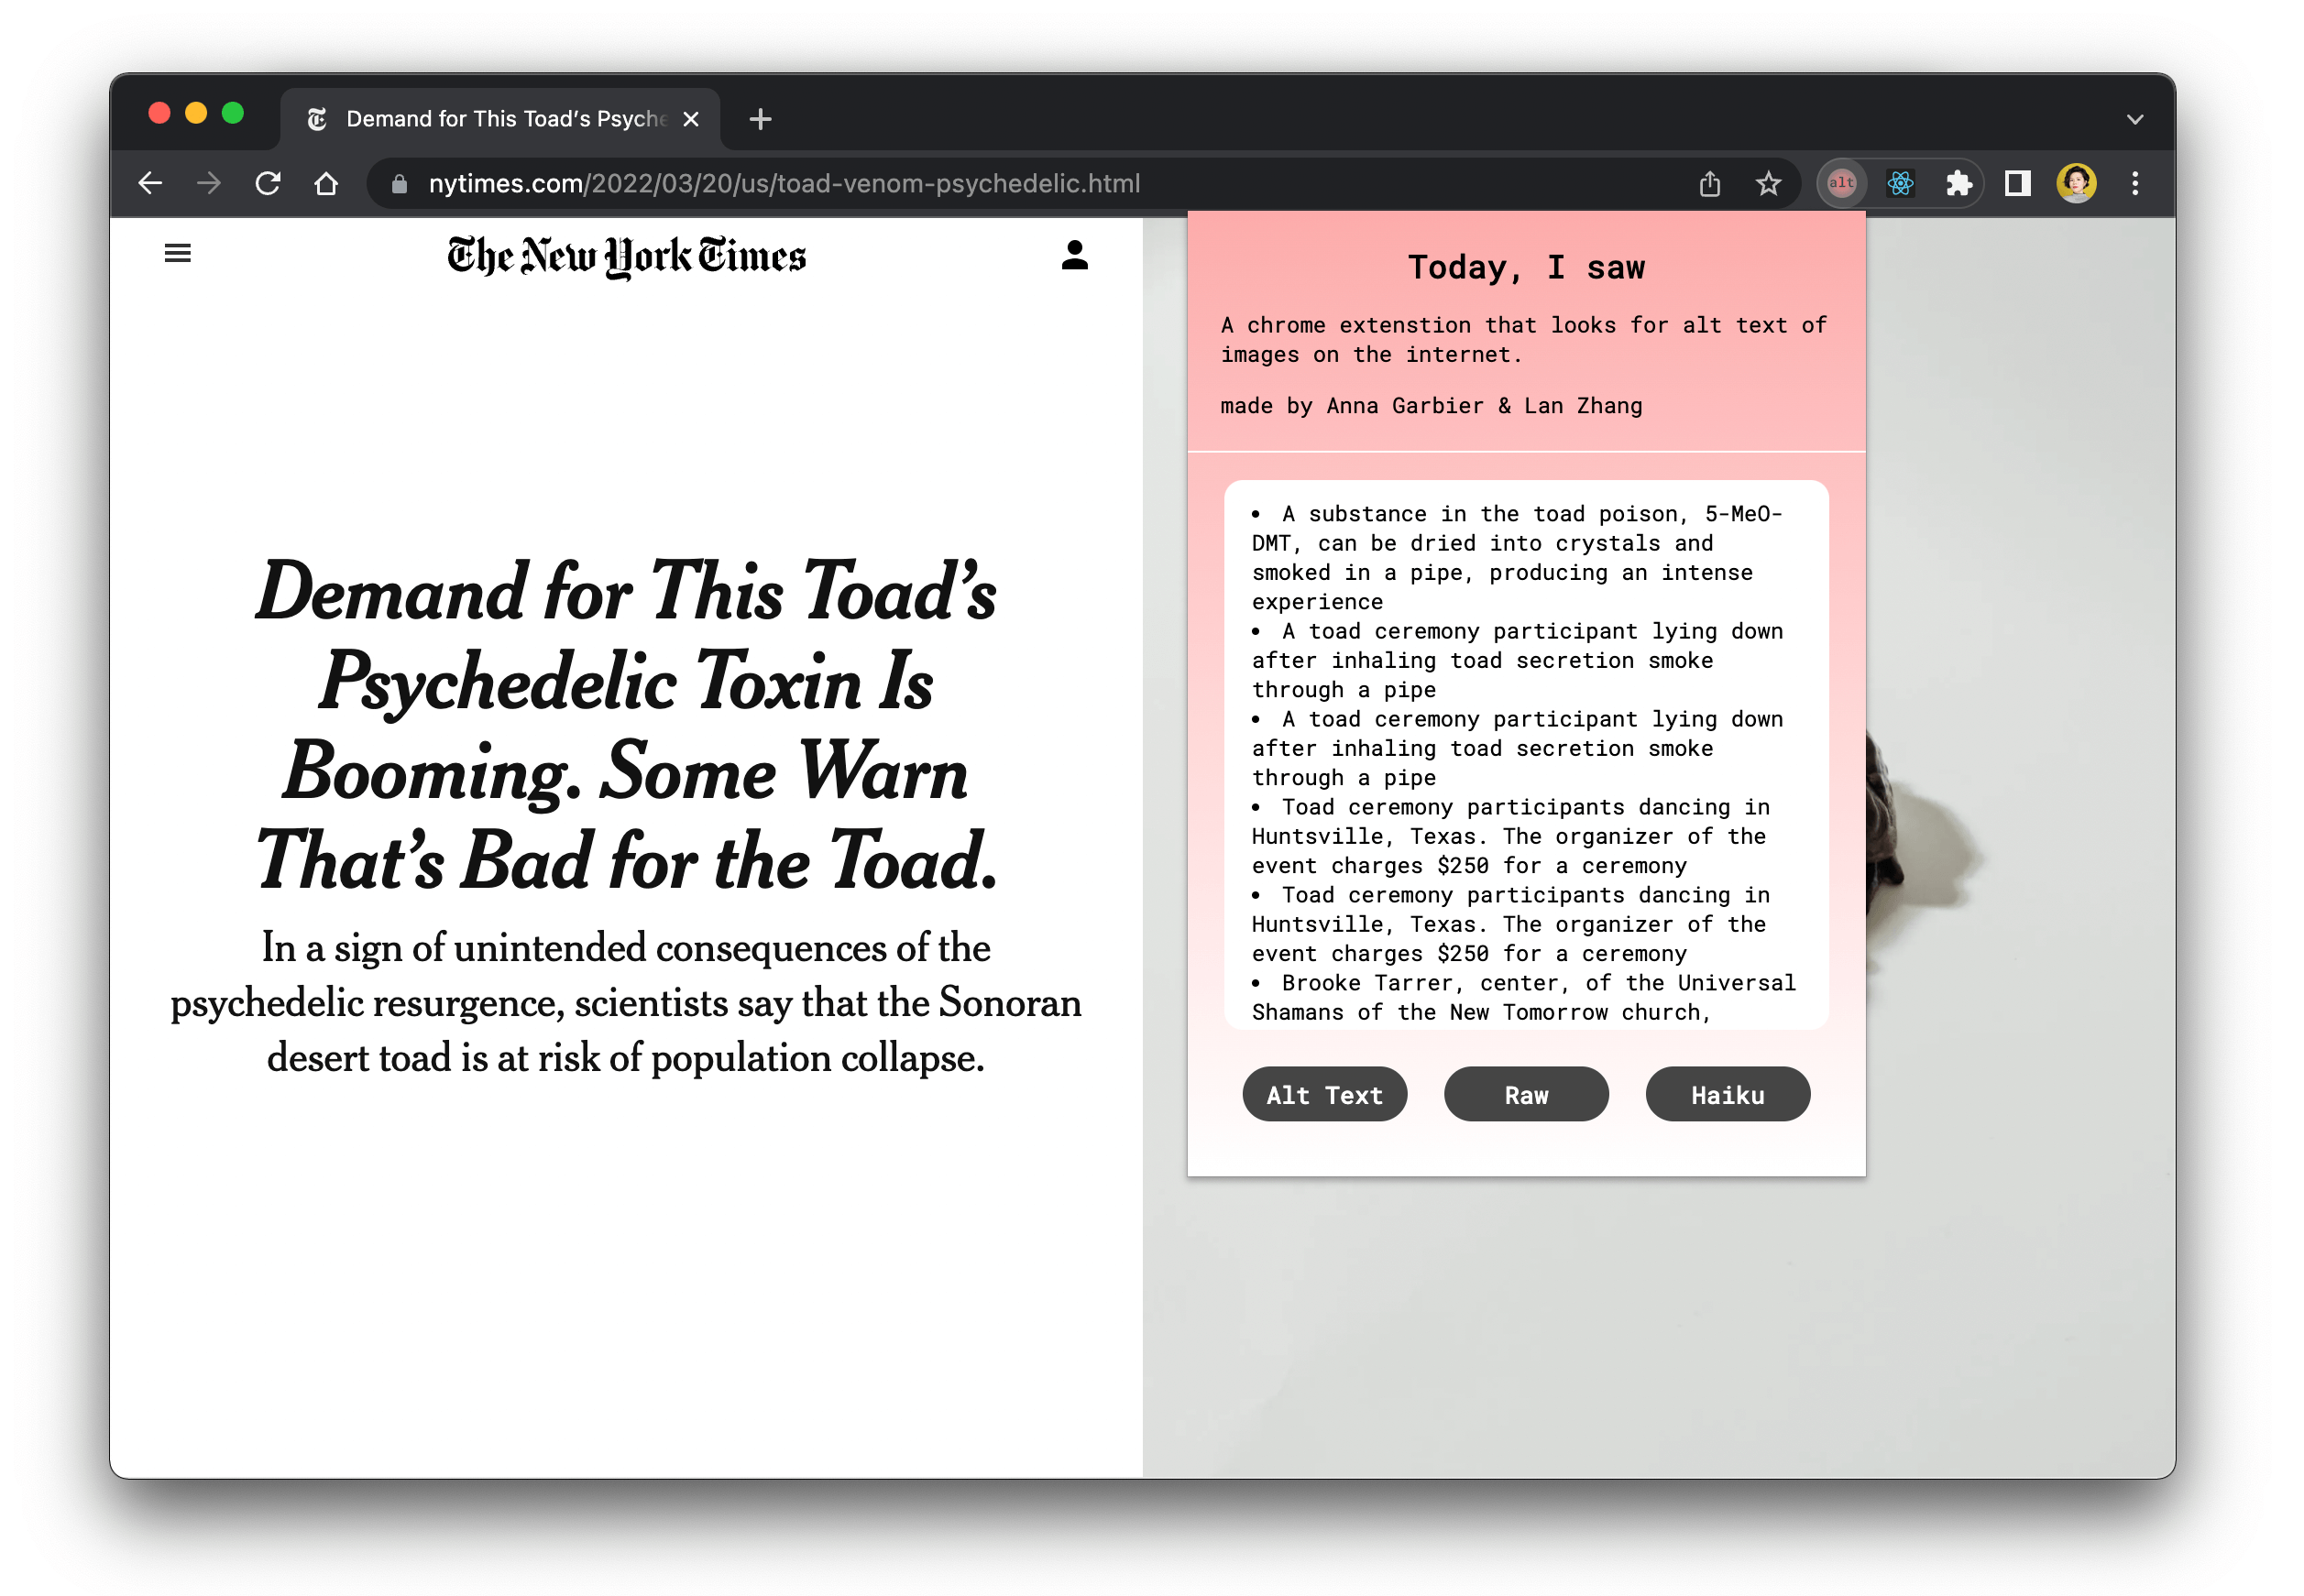 Demand for This Toad’s Psyche
nytimes.com/2022/03/20/us/toad-venom-psychedelic.html
alt
The New York Times
Demand for This Toad’s
Psychedelic Toxin Is
Booming. Some Warn
That’s Bad for the Toad.
In a sign of unintended consequences of the
psychedelic resurgence, scientists say that the Sonoran
desert toad is at risk of population collapse.
Today, I saw
A chrome extenstion that looks for alt text of
images on the internet.
made by Anna Garbier & Lan Zhang
• A substance in the toad poison, 5-MeO-
DMT, can be dried into crystals and
smoked in a pipe, producing an intense
experience
• A toad ceremony participant lying down
after inhaling toad secretion smoke
through a pipe
• A toad ceremony participant lying down
after inhaling toad secretion smoke
through a pipe
• Toad ceremony participants dancing in
Huntsville, Texas. The organizer of the
event charges $250 for a ceremony
• Toad ceremony participants dancing in
Huntsville, Texas. The organizer of the
event charges $250 for a ceremony
• Brooke Tarrer, center, of the Universal
Shamans of the New Tomorrow church,
Alt Text
Raw
Haiku